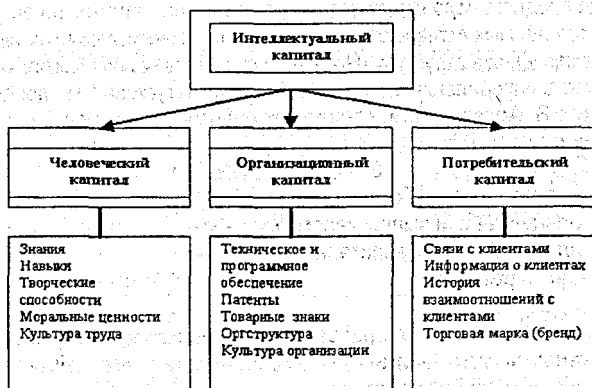 Интеллектуальный
капитал
Человеческий
капитал
Организационный
капитал
Потребительский
капитал
Знания
Навыки
Творческие
способности
Моральные ценности
Культура труда
Техническое и
программное
обеспечение
Патенты
Товарные знаки
Оргструктура
Культура организации
Связи с клиентами
Информация о клиентах
История
взаимоотношений с
клиентами
Торговая марка (бренд)